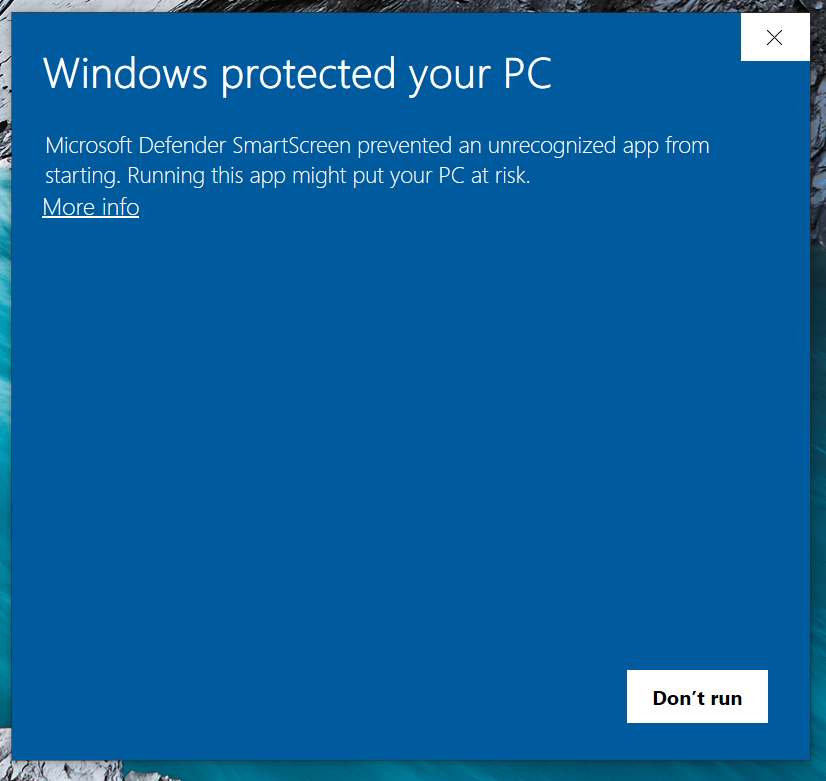 Windows protected your PC
Microsoft Defender SmartScreen prevented an unrecognized app from
starting. Running this app might put your PC at risk.
More info
Don’t run